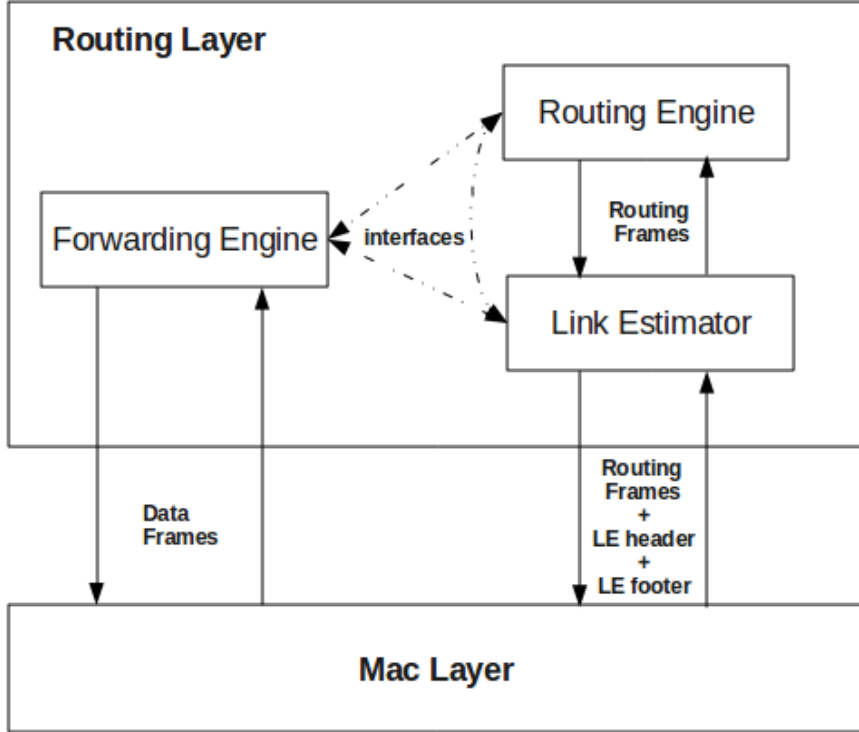 Routing Layer
Routing Engine
Forwarding Engine
interfaces
Routing
Frames
Link Estimator
Data
Frames
Routing
Frames
+
LE header
+
LE footer
Mac Layer